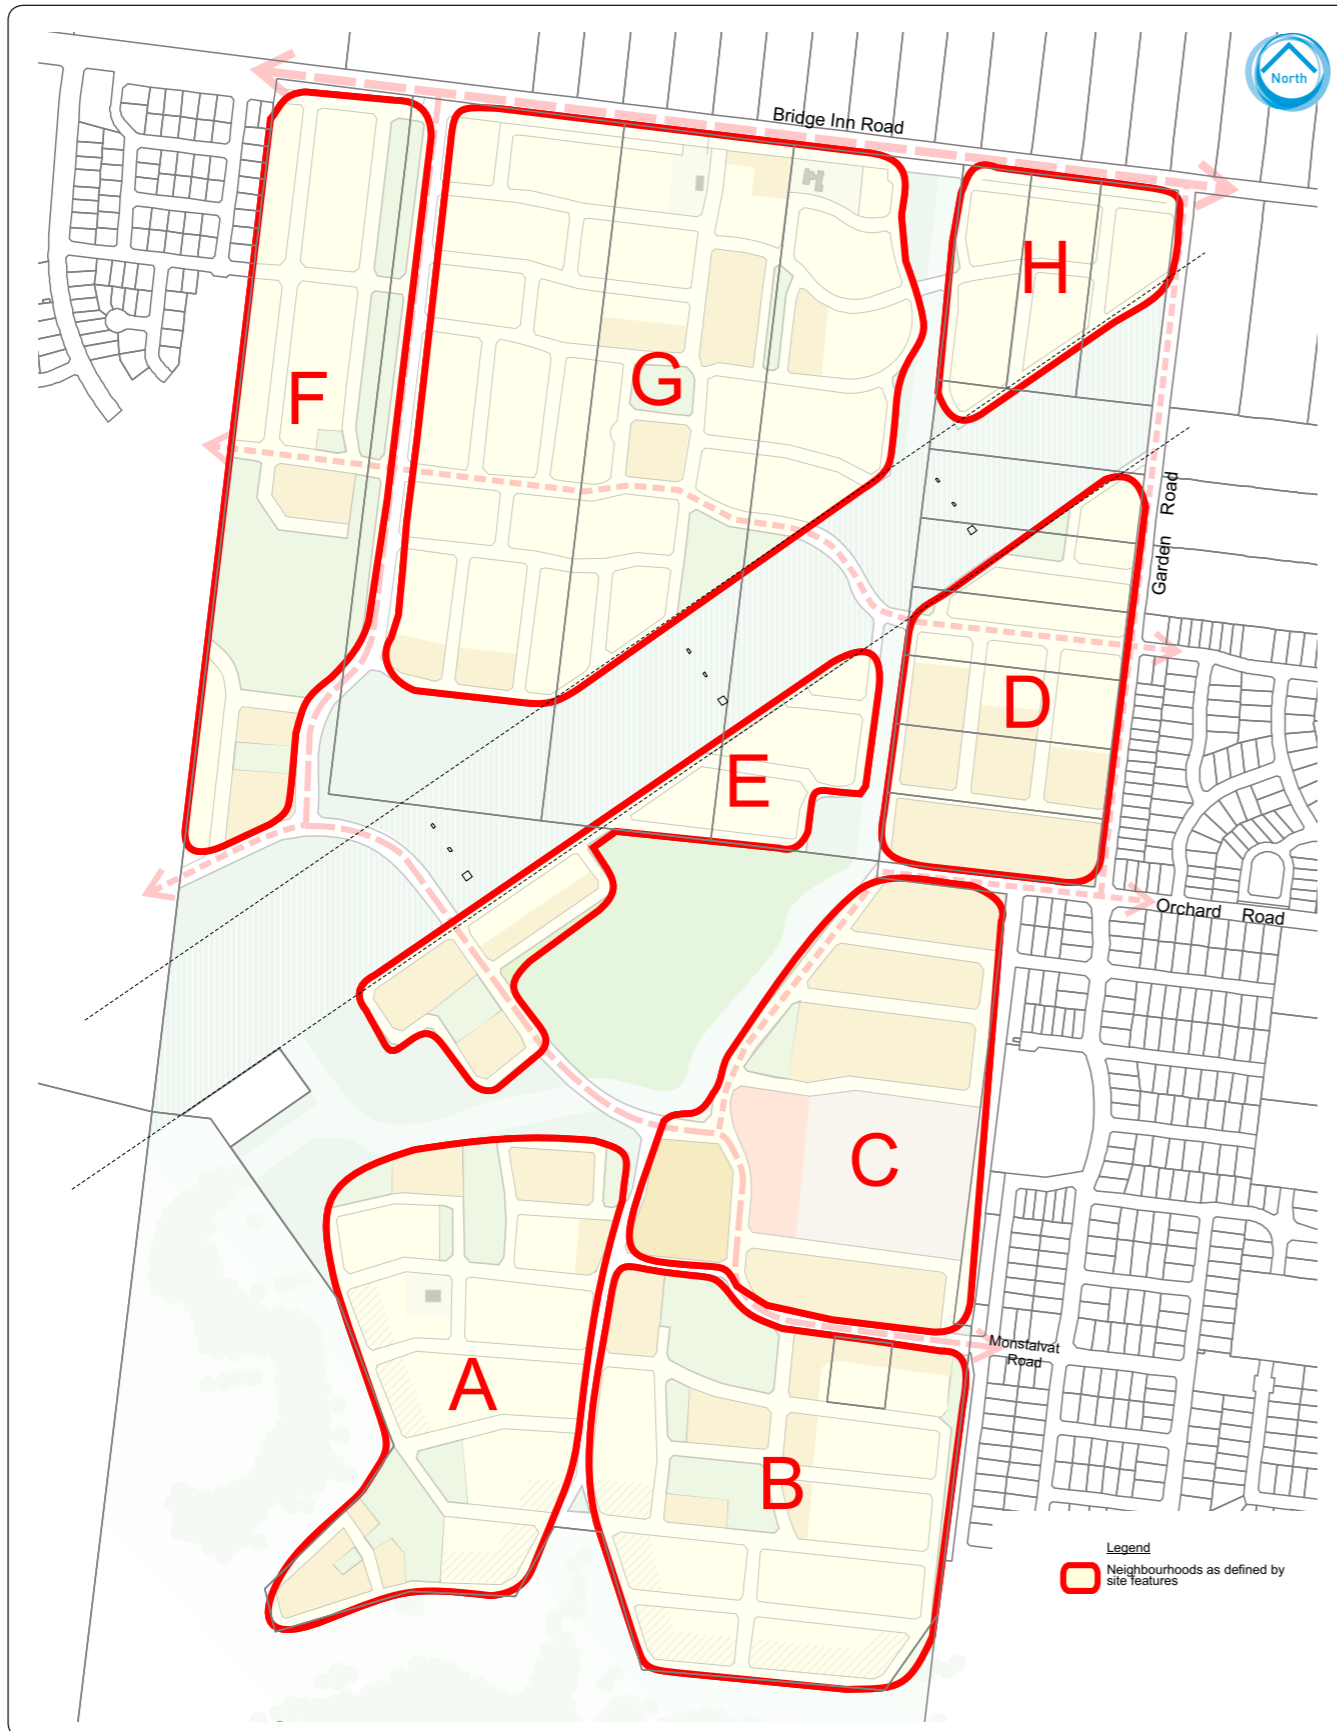 North
Bridge Inn Road
H
F
G
Garden Road
D
E
Orchard Road
C
Monstalvat
Road
A
B
Legend
Neighbourhoods as defined by
site features